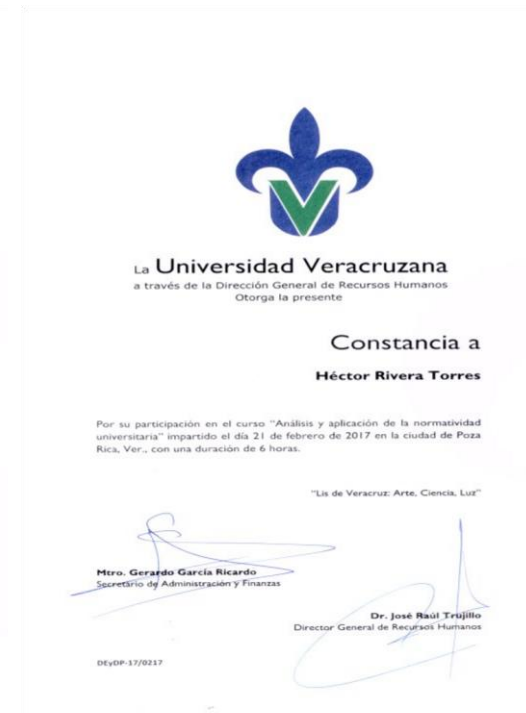 La Universidad Veracruzana
a través de la Dirección General de Recursos Humanos
Otorga la presente
Constancia a
Héctor Rivera Torres
Por su participación en el curso "Análisis y aplicación de la normatividad
universitaria" impartido el día 21 de febrero de 2017 en la ciudad de Poza
Rica, Ver., con una duración de 6 horas.
"Lis de Veracruz: Arte, Ciencia, Luz"
Mtro. Gerardo García Ricardo
Secretario de Administración y Finanzas
Dr. José Raúl Trujillo
Director General de Recursos Humanos
DEyDP-17/0217